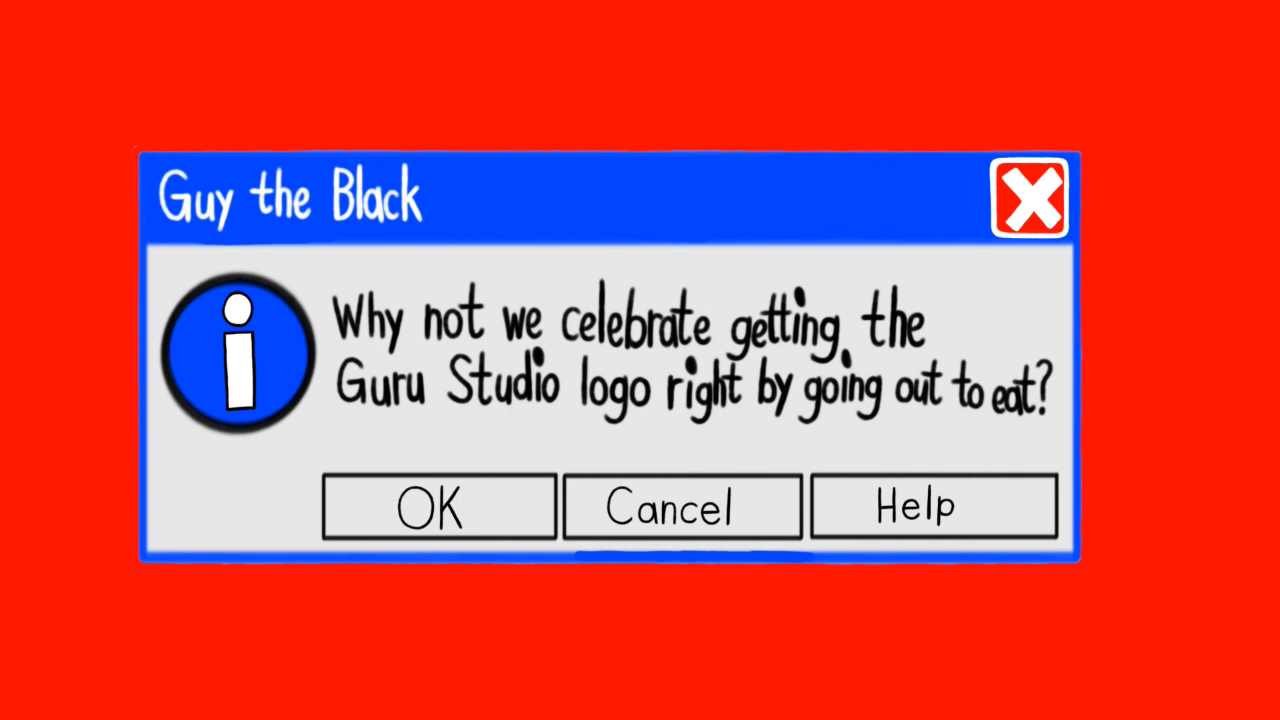 Guy the Black
Why not we celebrate getting the
Guru Studio logo right by going out to eat?
OK
Cancel
Help